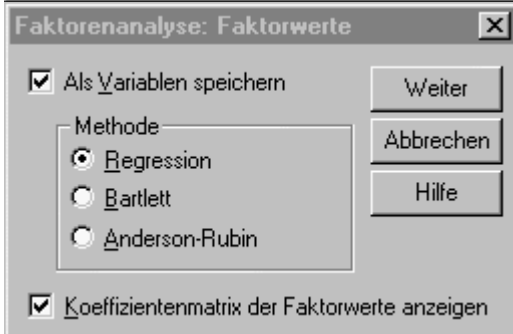 Faktorenanalyse: Faktorwerte
Als Variablen speichern
Weiter
Methode
Abbrechen
Regression
Hilfe
Bartlett
Anderson-Rubin
Koeffizientenmatrix der Faktorwerte anzeigen